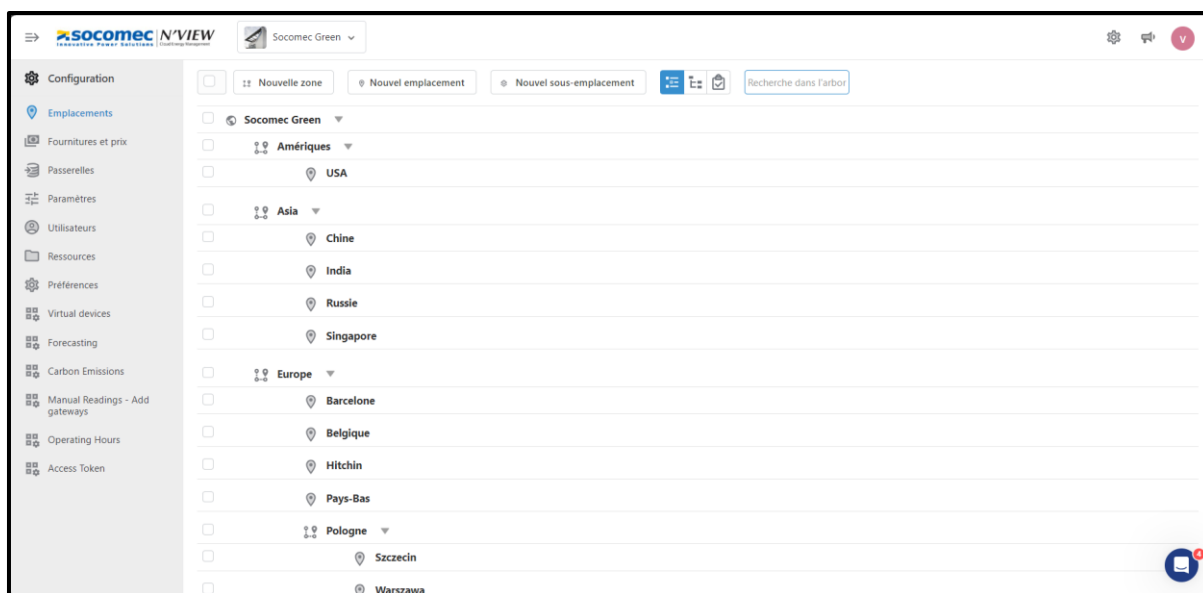 socomec N'VIEW
Innovative Power Solutions Cloud Energy Management
Socomec Green
V
Configuration
Nouvelle zone
Nouvel emplacement
Nouvel sous-emplacement
Recherche dans l'arbor
Emplacements
Fournitures et prix
Passerelles
Paramètres
Utilisateurs
Ressources
Préférences
Virtual devices
Forecasting
Carbon Emissions
Manual Readings - Add
gateways
Operating Hours
Access Token
Socomec Green
Amériques
USA
Asia
Chine
India
Russie
Singapore
Europe
Barcelone
Belgique
Hitchin
Pays-Bas
Pologne
Szczecin
Warszawa
4